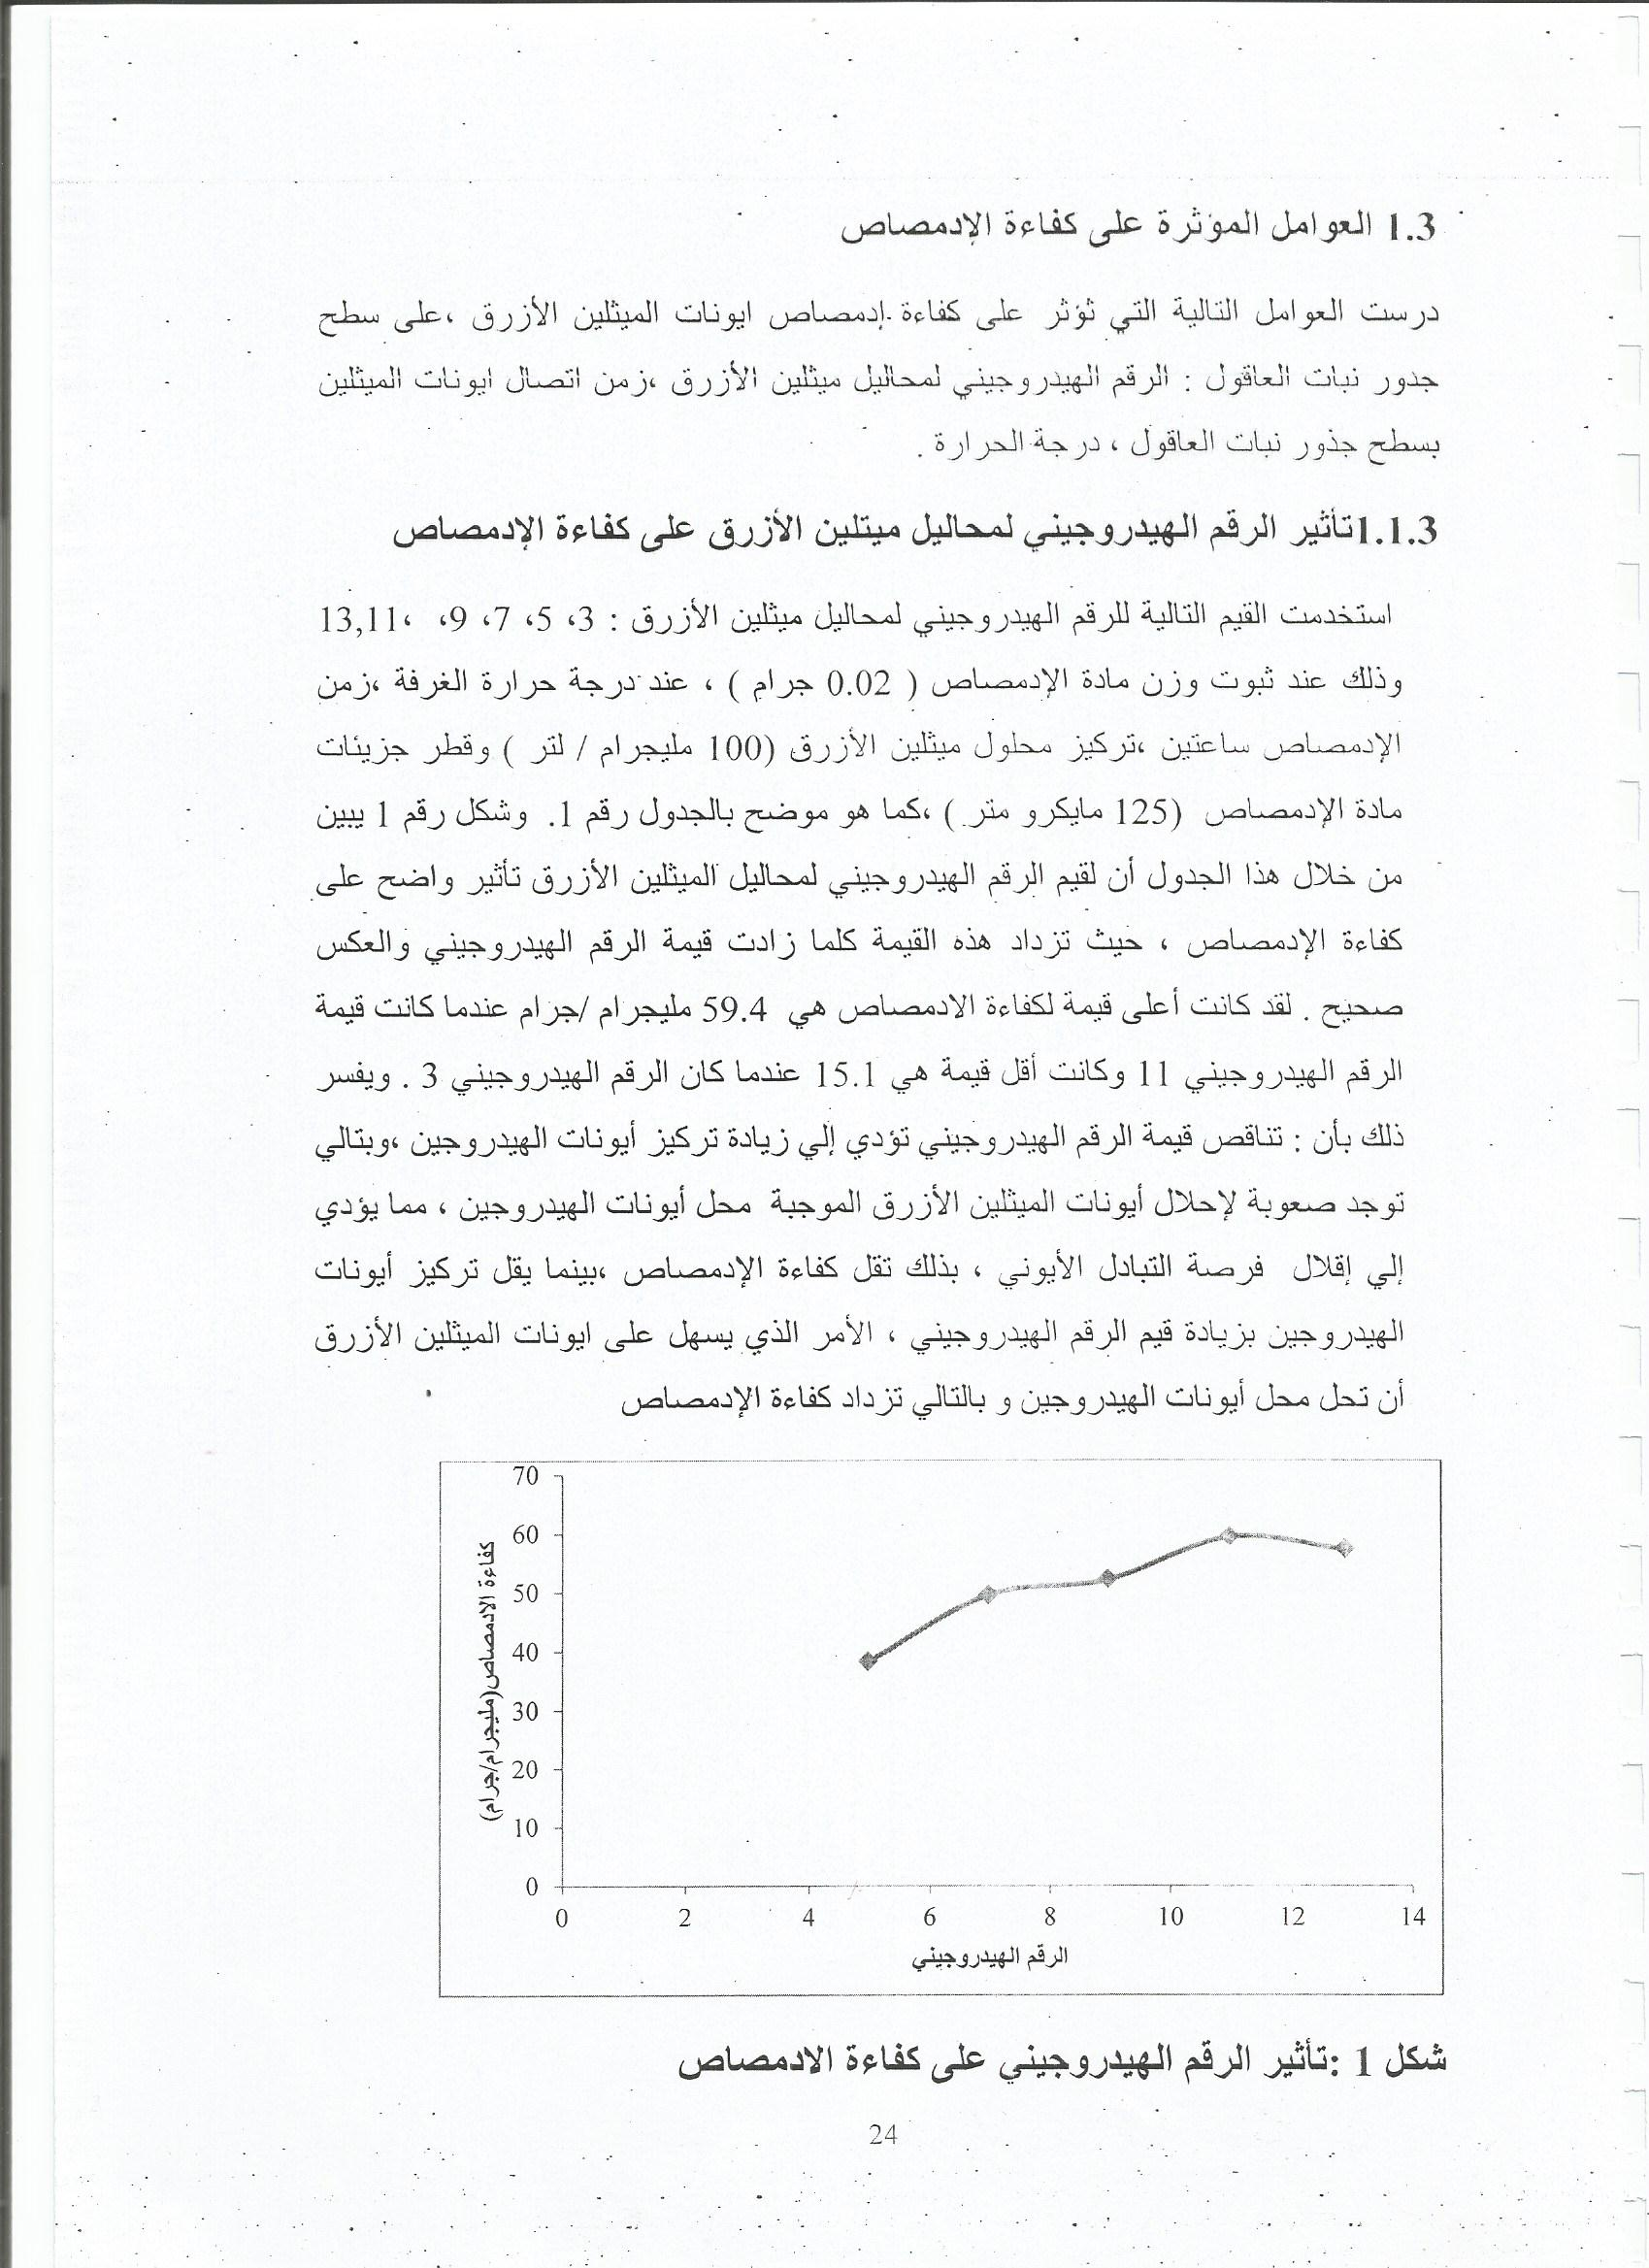 1.3 العوامل المؤثرة على كفاءة الإدمصاص
درست العوامل التالية التي ثؤثر على كفاءة إدمصاص ايونات الميثلين الأزرق ،على سطح
جدور نبات العاقول : الرقم الهيدروجيني لمحاليل ميثلين الأزرق ،زمن اتصال ايونات الميثلين
بسطح جذور نبات العاقول ، درجة الحرارة .
1.1.3تأثير الرقم الهيدروجيني لمحاليل ميتلين الأزرق على كفاءة الإدمصاص
استخدمت القيم التالية للرقم الهيدروجيني لمحاليل ميثلين الأزرق : 3، 5، 7، 9، ،13,11
وذلك عند ثبوت وزن مادة الإدمصاص ( 0.02 جرام ) ، عند درجة حرارة الغرفة ،زمن
الإدمصاص ساعتين ،تركيز محلول ميثلين الأزرق (100 مليجرام / لتر ) وقطر جزيئات
مادة الإدمصاص (125 مايكرو متر ) ،كما هو موضح بالجدول رقم 1. وشكل رقم 1 يبين
من خلال هذا الجدول أن لقيم الرقم الهيدروجيني لمحاليل الميثلين الأزرق تأثير واضح على
كفاءة الإدمصاص ، حيث تزداد هذه القيمة كلما زادت قيمة الرقم الهيدروجيني والعكس
صحيح . لقد كانت أعلى قيمة لكفاءة الادمصاص هي 59.4 مليجرام /جرام عندما كانت قيمة
الرقم الهيدروجيني 11 وكانت أقل قيمة هي 15.1 عندما كان الرقم الهيدروجيني 3 . ويفسر
ذلك بأن : تناقص قيمة الرقم الهيدروجيني تؤدي إلي زيادة تركيز أيونات الهيدروجين ،وبتالي
توجد صعوبة لإحلال أيونات الميثلين الأزرق الموجبة محل أيونات الهيدروجين ، مما يؤدي
إلي إقلال فرصة التبادل الأيوني ، بذلك تقل كفاءة الإدمصاص ،بينما يقل تركيز أيونات
الهيدروجين بزيادة قيم الرقم الهيدروجيني ، الأمر الذي يسهل على ايونات الميثلين الأزرق
أن تحل محل أيونات الهيدروجين و بالتالي تزداد كفاءة الإدمصاص
70
60
50
40
30
20
10
0
كفاءة الادمصاص(مليجرام/جرام)
0 2 4 6 8 10 12 14
الرقم الهيدروجيني
شكل 1 :تأثير الرقم الهيدروجيني على كفاءة الادمصاص
24